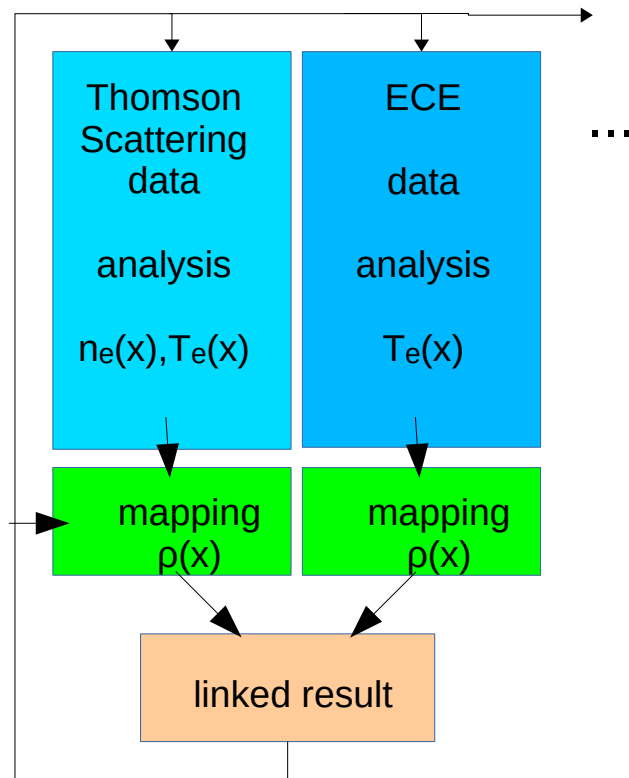 Thomson
Scattering
data
analysis
nₑ(x),Tₑ(x)
ECE
data
analysis
Tₑ(x)
...
mapping
ρ(x)
mapping
ρ(x)
linked result